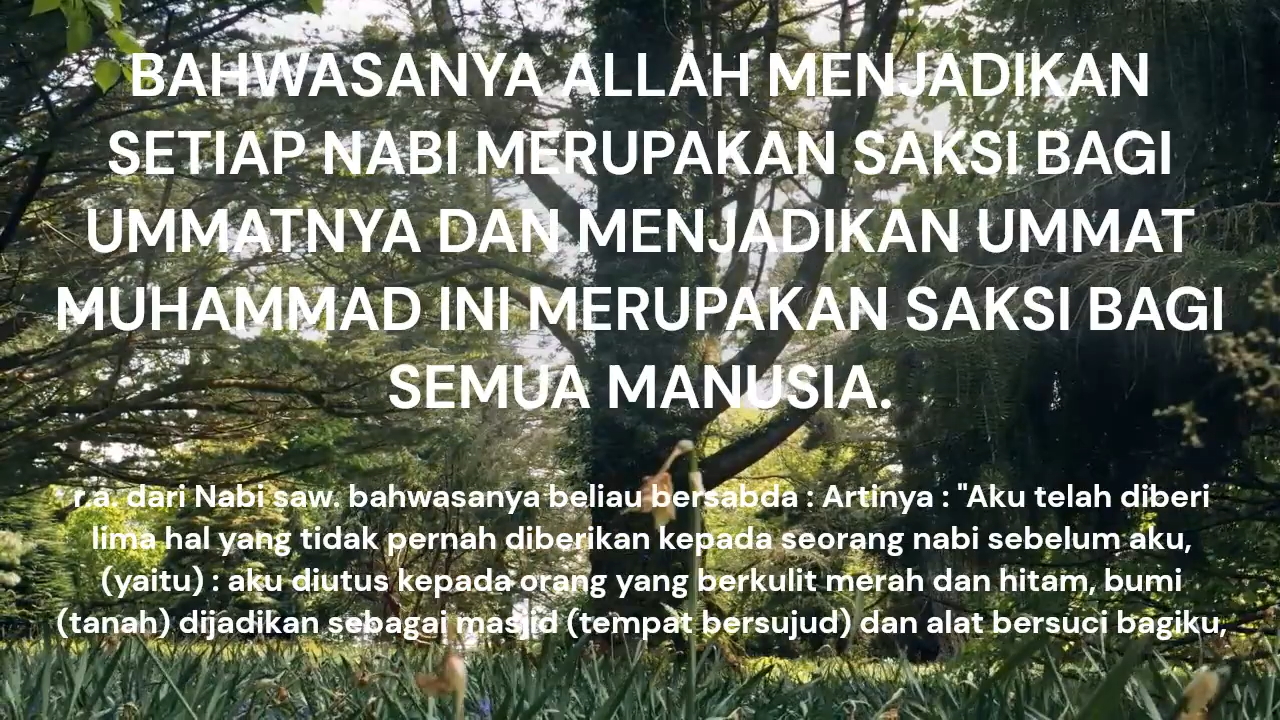 BAHWASANYA ALLAH MENJADIKAN
SETIAP NABI MERUPAKAN SAKSI BAGI
UMMATNYA DAN MENJADIKAN UMMAT
MUHAMMAD INI MERUPAKAN SAKSI BAGI
SEMUA MANUSIA.
* r.a. dari Nabi saw. bahwasanya beliau bersabda : Artinya : "Aku telah diberi
lima hal yang tidak pernah diberikan kepada seorang nabi sebelum aku,
(yaitu) : aku diutus kepada orang yang berkulit merah dan hitam, bumi
(tanah) dijadikan sebagai masjid (tempat bersujud) dan alat bersuci bagiku,